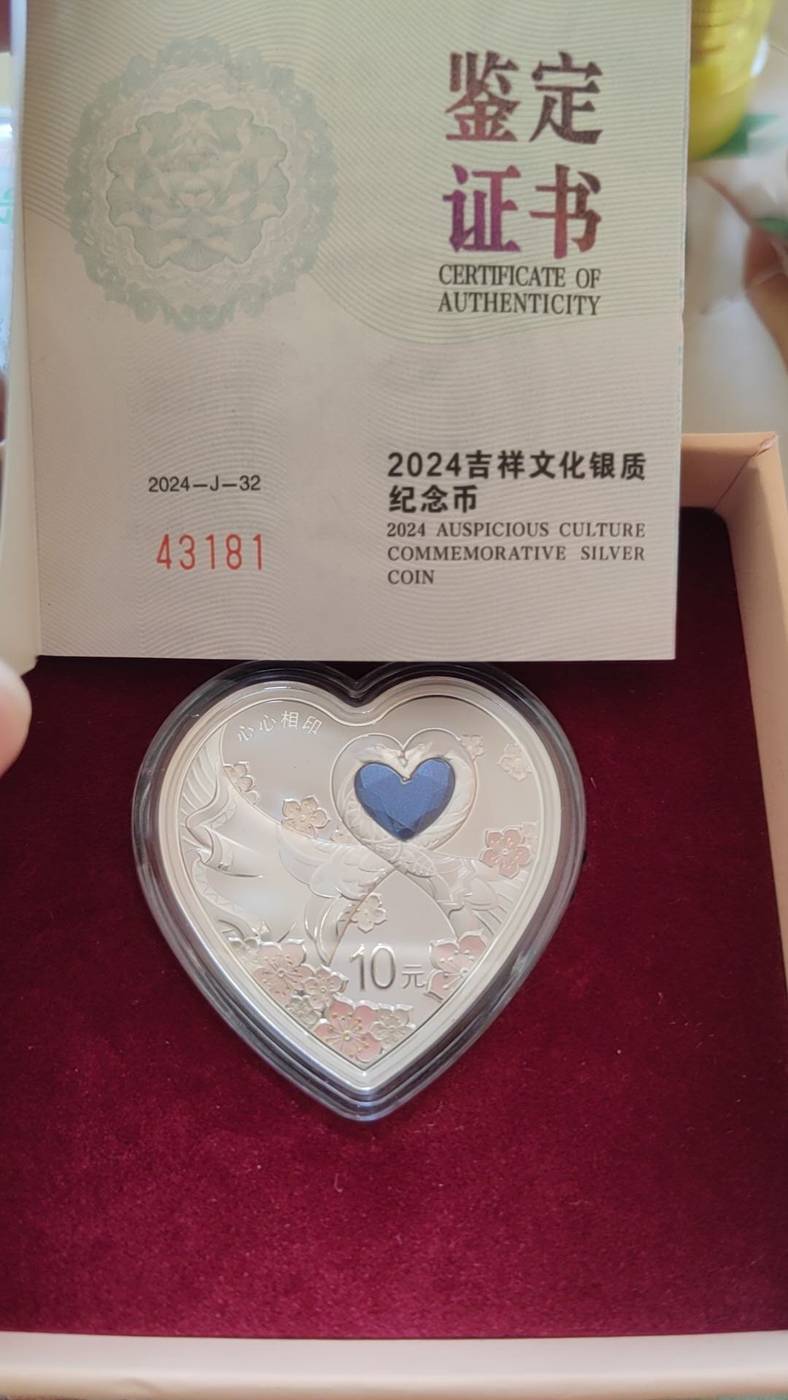 鉴定
证书
CERTIFICATE OF
AUTHENTICITY
2024—J—32
43181
2024吉祥文化银质
纪念币
2024 AUSPICIOUS CULTURE
COMMEMORATIVE SILVER
COIN
心心相印
10元